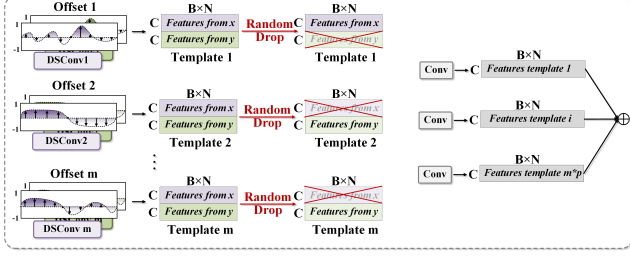 Offset 1
1
-1
DSConv1
B×N
C Features from x
C Features from y
Template 1
Random
Drop
B×N
C Features from x
C Features from y
Template 1
Offset 2
1
-1
DSConv2
B×N
C Features from x
C Features from y
Template 2
Random
Drop
B×N
C Features from x
C Features from y
Template 2
Offset m
1
-1
DSConv m
B×N
C Features from x
C Features from y
Template m
Random
Drop
B×N
C Features from x
C Features from y
Template m
B×N
Conv C Features template 1
B×N
Conv C Features template i
B×N
Conv C Features template m*p